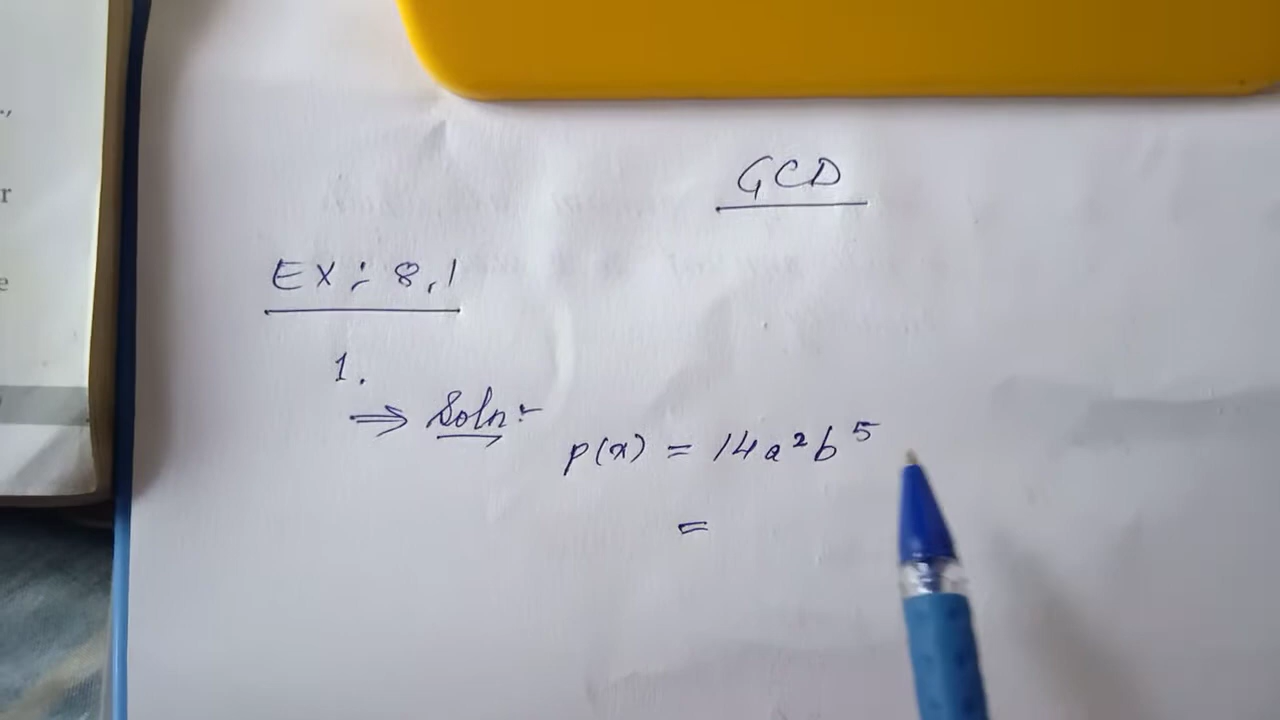 GCD
EX: 8.1
1.
⇒ Soln:-
p(x) = 14a²b⁵
=